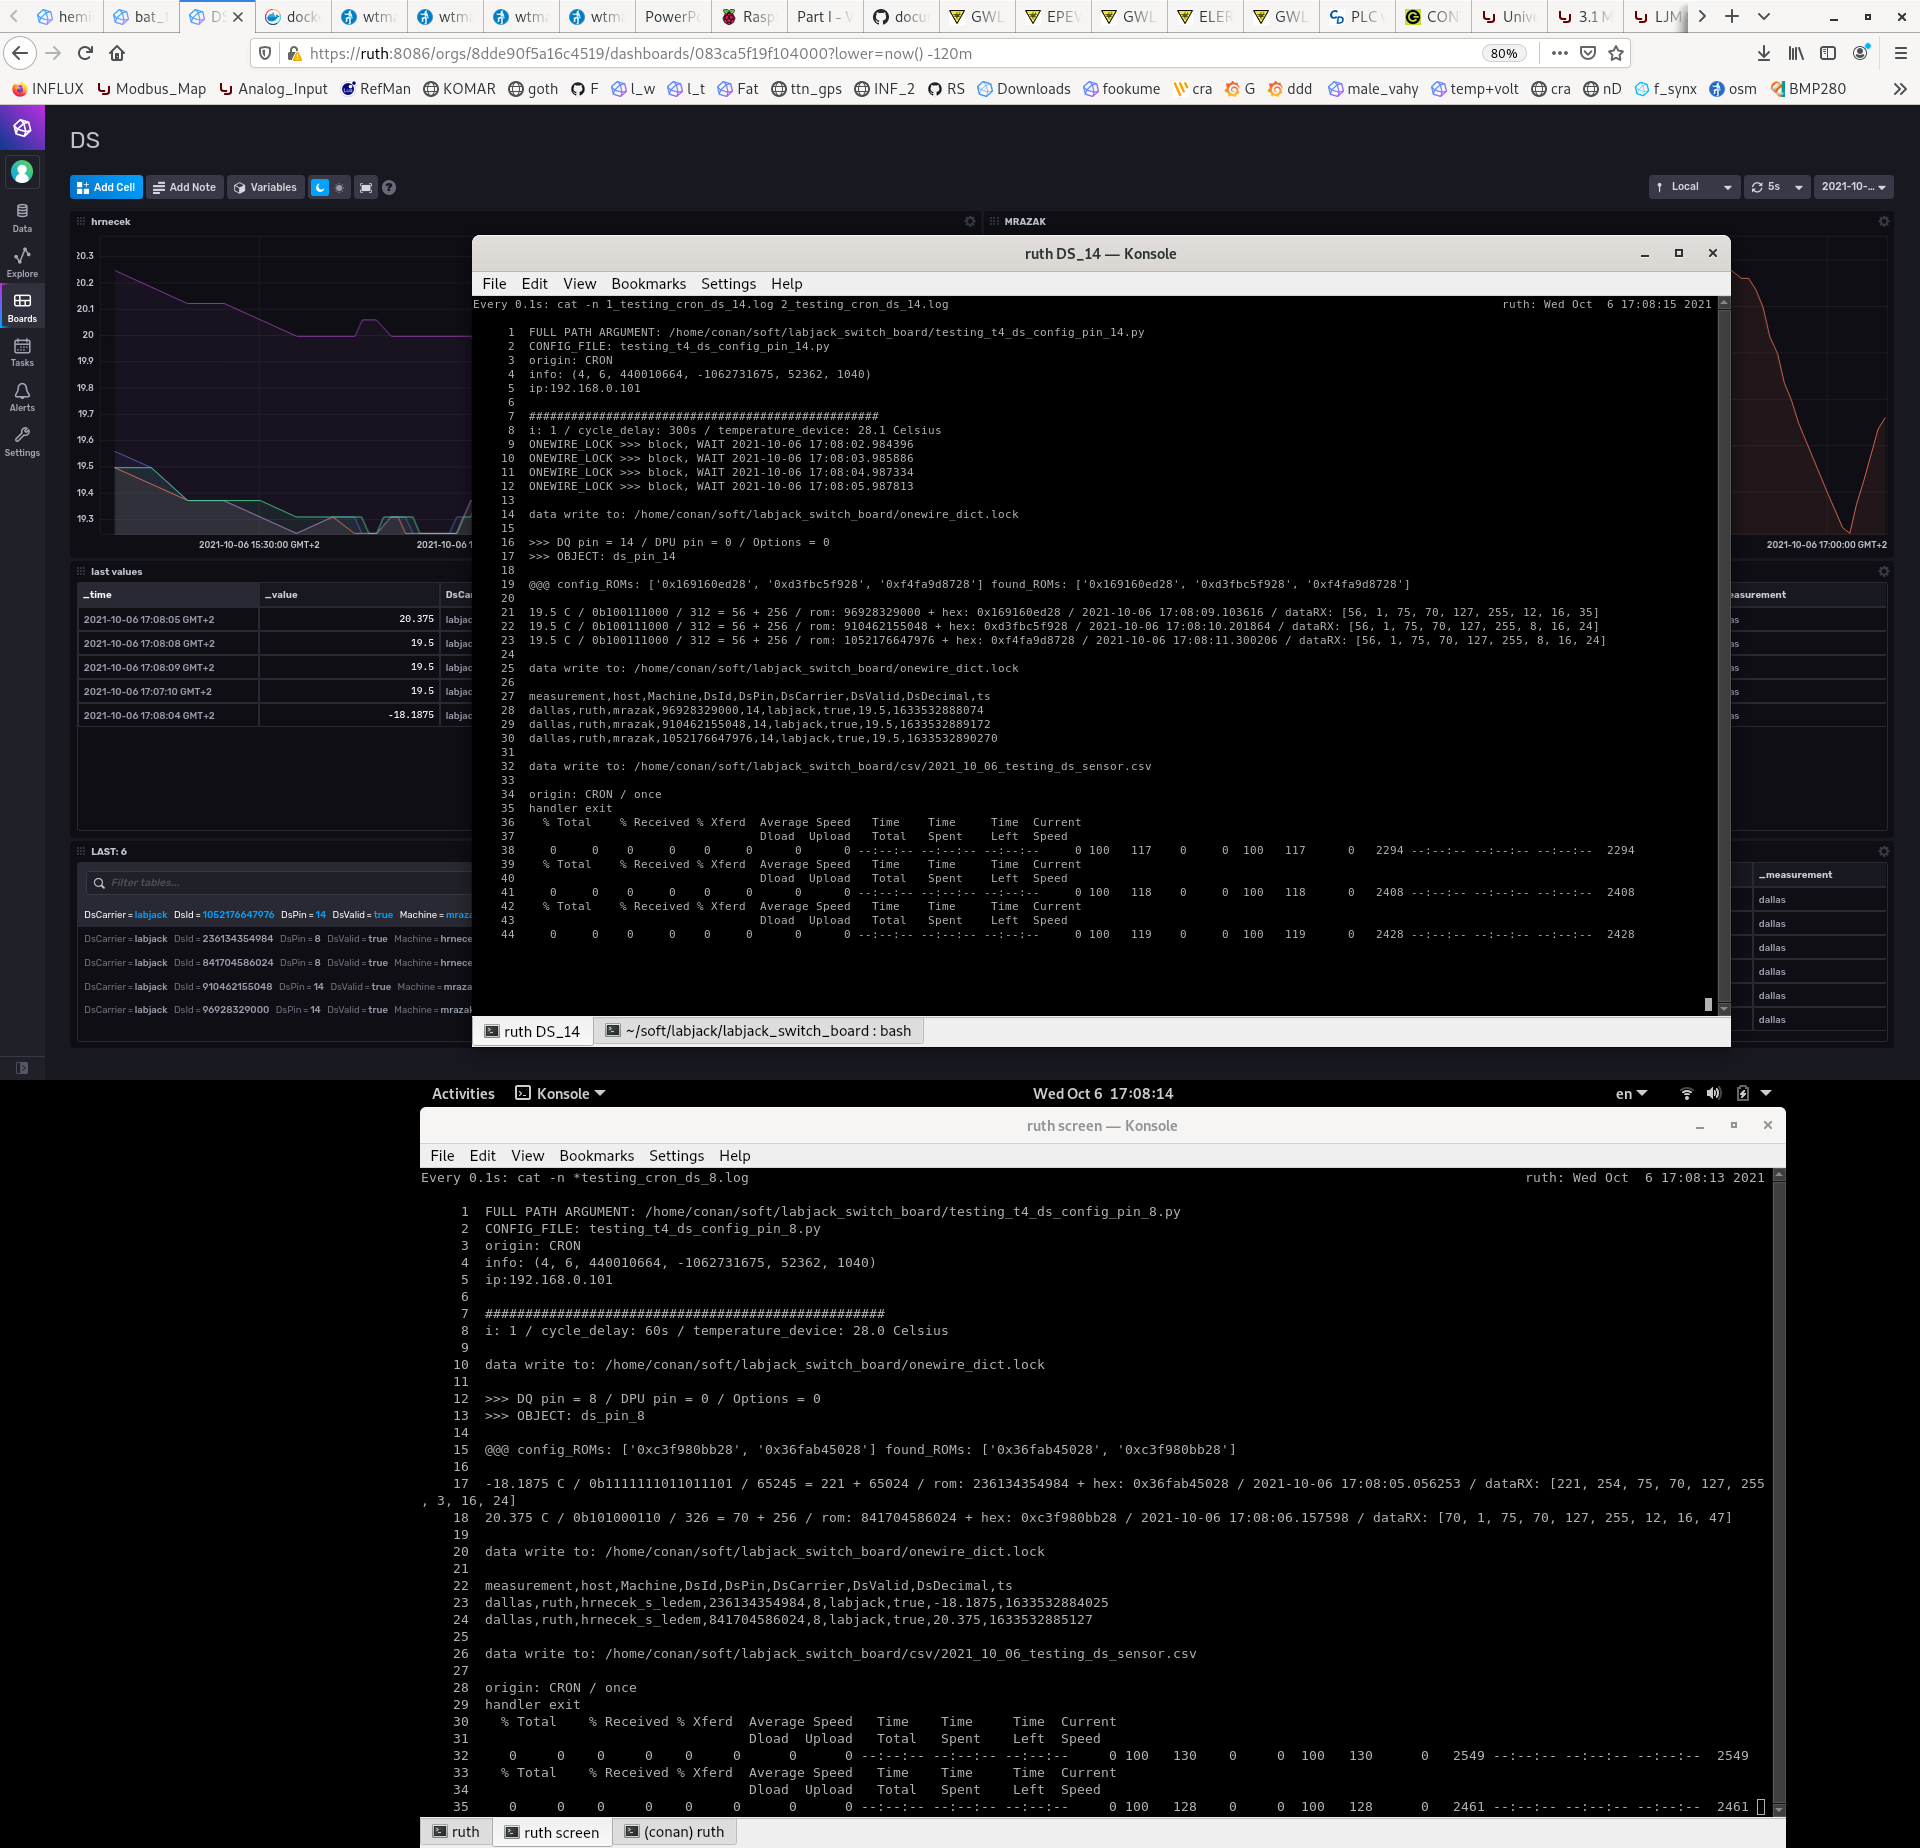 hemi bat_ D docke wtma wtma wtma wtma PowerPo Rasp Part I - V docu GWL EPEV GWL ELER GWL PLC CON Unive 3.1 M LJM
https://ruth:8086/orgs/8dde90f5a16c4519/dashboards/083ca5f19f104000?lower=now() -120m 80%
INFLUX Modbus_Map Analog_Input RefMan KOMAR goth F l_w l_t Fat ttn_gps INF_2 RS Downloads fookume cra G ddd male_vahy temp+volt cra nD f_synx osm BMP280
DS
Add Cell Add Note Variables Local 5s 2021-10-...
Data
Explore
Boards
Tasks
Alerts
Settings
hrnecek
20.3
20.2
20.1
20
19.9
19.8
19.7
19.6
19.5
19.4
19.3
2021-10-06 15:30:00 GMT+2 2021-10-06 1
MRAZAK
2021-10-06 17:00:00 GMT+2
last values
_time _value DsCar
2021-10-06 17:08:05 GMT+2 20.375 labjac
2021-10-06 17:08:08 GMT+2 19.5 labjac
2021-10-06 17:08:09 GMT+2 19.5 labjac
2021-10-06 17:07:10 GMT+2 19.5 labjac
2021-10-06 17:08:04 GMT+2 -18.1875 labjac
easurement
as
as
as
as
as
LAST: 6
Filter tables...
DsCarrier = labjack DsId = 1052176647976 DsPin = 14 DsValid = true Machine = mraza
DsCarrier = labjack DsId = 236134354984 DsPin = 8 DsValid = true Machine = hrnece
DsCarrier = labjack DsId = 841704586024 DsPin = 8 DsValid = true Machine = hrnece
DsCarrier = labjack DsId = 910462155048 DsPin = 14 DsValid = true Machine = mraza
DsCarrier = labjack DsId = 96928329000 DsPin = 14 DsValid = true Machine = mrazal
_measurement
dallas
dallas
dallas
dallas
dallas
dallas
ruth DS_14 — Konsole
File Edit View Bookmarks Settings Help
Every 0.1s: cat -n 1_testing_cron_ds_14.log 2_testing_cron_ds_14.log ruth: Wed Oct  6 17:08:15 2021
1 FULL PATH ARGUMENT: /home/conan/soft/labjack_switch_board/testing_t4_ds_config_pin_14.py
2 CONFIG_FILE: testing_t4_ds_config_pin_14.py
3 origin: CRON
4 info: (4, 6, 440010664, -1062731675, 52362, 1040)
5 ip:192.168.0.101
6
7 ##################################################
8 i: 1 / cycle_delay: 300s / temperature_device: 28.1 Celsius
9 ONEWIRE_LOCK >>> block, WAIT 2021-10-06 17:08:02.984396
10 ONEWIRE_LOCK >>> block, WAIT 2021-10-06 17:08:03.985886
11 ONEWIRE_LOCK >>> block, WAIT 2021-10-06 17:08:04.987334
12 ONEWIRE_LOCK >>> block, WAIT 2021-10-06 17:08:05.987813
13
14 data write to: /home/conan/soft/labjack_switch_board/onewire_dict.lock
15
16 >>> DQ pin = 14 / DPU pin = 0 / Options = 0
17 >>> OBJECT: ds_pin_14
18
19 @@@ config_ROMs: ['0x169160ed28', '0xd3fbc5f928', '0xf4fa9d8728'] found_ROMs: ['0x169160ed28', '0xd3fbc5f928', '0xf4fa9d8728']
20
21 19.5 C / 0b100111000 / 312 = 56 + 256 / rom: 96928329000 + hex: 0x169160ed28 / 2021-10-06 17:08:09.103616 / dataRX: [56, 1, 75, 70, 127, 255, 12, 16, 35]
22 19.5 C / 0b100111000 / 312 = 56 + 256 / rom: 910462155048 + hex: 0xd3fbc5f928 / 2021-10-06 17:08:10.201864 / dataRX: [56, 1, 75, 70, 127, 255, 8, 16, 24]
23 19.5 C / 0b100111000 / 312 = 56 + 256 / rom: 1052176647976 + hex: 0xf4fa9d8728 / 2021-10-06 17:08:11.300206 / dataRX: [56, 1, 75, 70, 127, 255, 8, 16, 24]
24
25 data write to: /home/conan/soft/labjack_switch_board/onewire_dict.lock
26
27 measurement,host,Machine,DsId,DsPin,DsCarrier,DsValid,DsDecimal,ts
28 dallas,ruth,mrazak,96928329000,14,labjack,true,19.5,1633532888074
29 dallas,ruth,mrazak,910462155048,14,labjack,true,19.5,1633532889172
30 dallas,ruth,mrazak,1052176647976,14,labjack,true,19.5,1633532890270
31
32 data write to: /home/conan/soft/labjack_switch_board/csv/2021_10_06_testing_ds_sensor.csv
33
34 origin: CRON / once
35 handler exit
36 % Total % Received % Xferd Average Speed Time Time Time Current
37 Dload Upload Total Spent Left Speed
38 0 0 0 0 0 0 0 0 --:--:-- --:--:-- --:--:-- 0 100 117 0 0 100 117 0 2294 --:--:-- --:--:-- --:--:-- 2294
39 % Total % Received % Xferd Average Speed Time Time Time Current
40 Dload Upload Total Spent Left Speed
41 0 0 0 0 0 0 0 0 --:--:-- --:--:-- --:--:-- 0 100 118 0 0 100 118 0 2408 --:--:-- --:--:-- --:--:-- 2408
42 % Total % Received % Xferd Average Speed Time Time Time Current
43 Dload Upload Total Spent Left Speed
44 0 0 0 0 0 0 0 0 --:--:-- --:--:-- --:--:-- 0 100 119 0 0 100 119 0 2428 --:--:-- --:--:-- --:--:-- 2428
ruth DS_14 ~/soft/labjack/labjack_switch_board : bash
Activities Konsole Wed Oct 6 17:08:14 en
ruth screen — Konsole
File Edit View Bookmarks Settings Help
Every 0.1s: cat -n *testing_cron_ds_8.log ruth: Wed Oct  6 17:08:13 2021
1 FULL PATH ARGUMENT: /home/conan/soft/labjack_switch_board/testing_t4_ds_config_pin_8.py
2 CONFIG_FILE: testing_t4_ds_config_pin_8.py
3 origin: CRON
4 info: (4, 6, 440010664, -1062731675, 52362, 1040)
5 ip:192.168.0.101
6
7 ##################################################
8 i: 1 / cycle_delay: 60s / temperature_device: 28.0 Celsius
9
10 data write to: /home/conan/soft/labjack_switch_board/onewire_dict.lock
11
12 >>> DQ pin = 8 / DPU pin = 0 / Options = 0
13 >>> OBJECT: ds_pin_8
14
15 @@@ config_ROMs: ['0xc3f980bb28', '0x36fab45028'] found_ROMs: ['0x36fab45028', '0xc3f980bb28']
16
17 -18.1875 C / 0b1111111011011101 / 65245 = 221 + 65024 / rom: 236134354984 + hex: 0x36fab45028 / 2021-10-06 17:08:05.056253 / dataRX: [221, 254, 75, 70, 127, 255
, 3, 16, 24]
18 20.375 C / 0b101000110 / 326 = 70 + 256 / rom: 841704586024 + hex: 0xc3f980bb28 / 2021-10-06 17:08:06.157598 / dataRX: [70, 1, 75, 70, 127, 255, 12, 16, 47]
19
20 data write to: /home/conan/soft/labjack_switch_board/onewire_dict.lock
21
22 measurement,host,Machine,DsId,DsPin,DsCarrier,DsValid,DsDecimal,ts
23 dallas,ruth,hrnecek_s_ledem,236134354984,8,labjack,true,-18.1875,1633532884025
24 dallas,ruth,hrnecek_s_ledem,841704586024,8,labjack,true,20.375,1633532885127
25
26 data write to: /home/conan/soft/labjack_switch_board/csv/2021_10_06_testing_ds_sensor.csv
27
28 origin: CRON / once
29 handler exit
30 % Total % Received % Xferd Average Speed Time Time Time Current
31 Dload Upload Total Spent Left Speed
32 0 0 0 0 0 0 0 0 --:--:-- --:--:-- --:--:-- 0 100 130 0 0 100 130 0 2549 --:--:-- --:--:-- --:--:-- 2549
33 % Total % Received % Xferd Average Speed Time Time Time Current
34 Dload Upload Total Spent Left Speed
35 0 0 0 0 0 0 0 0 --:--:-- --:--:-- --:--:-- 0 100 128 0 0 100 128 0 2461 --:--:-- --:--:-- --:--:-- 2461
ruth ruth screen (conan) ruth